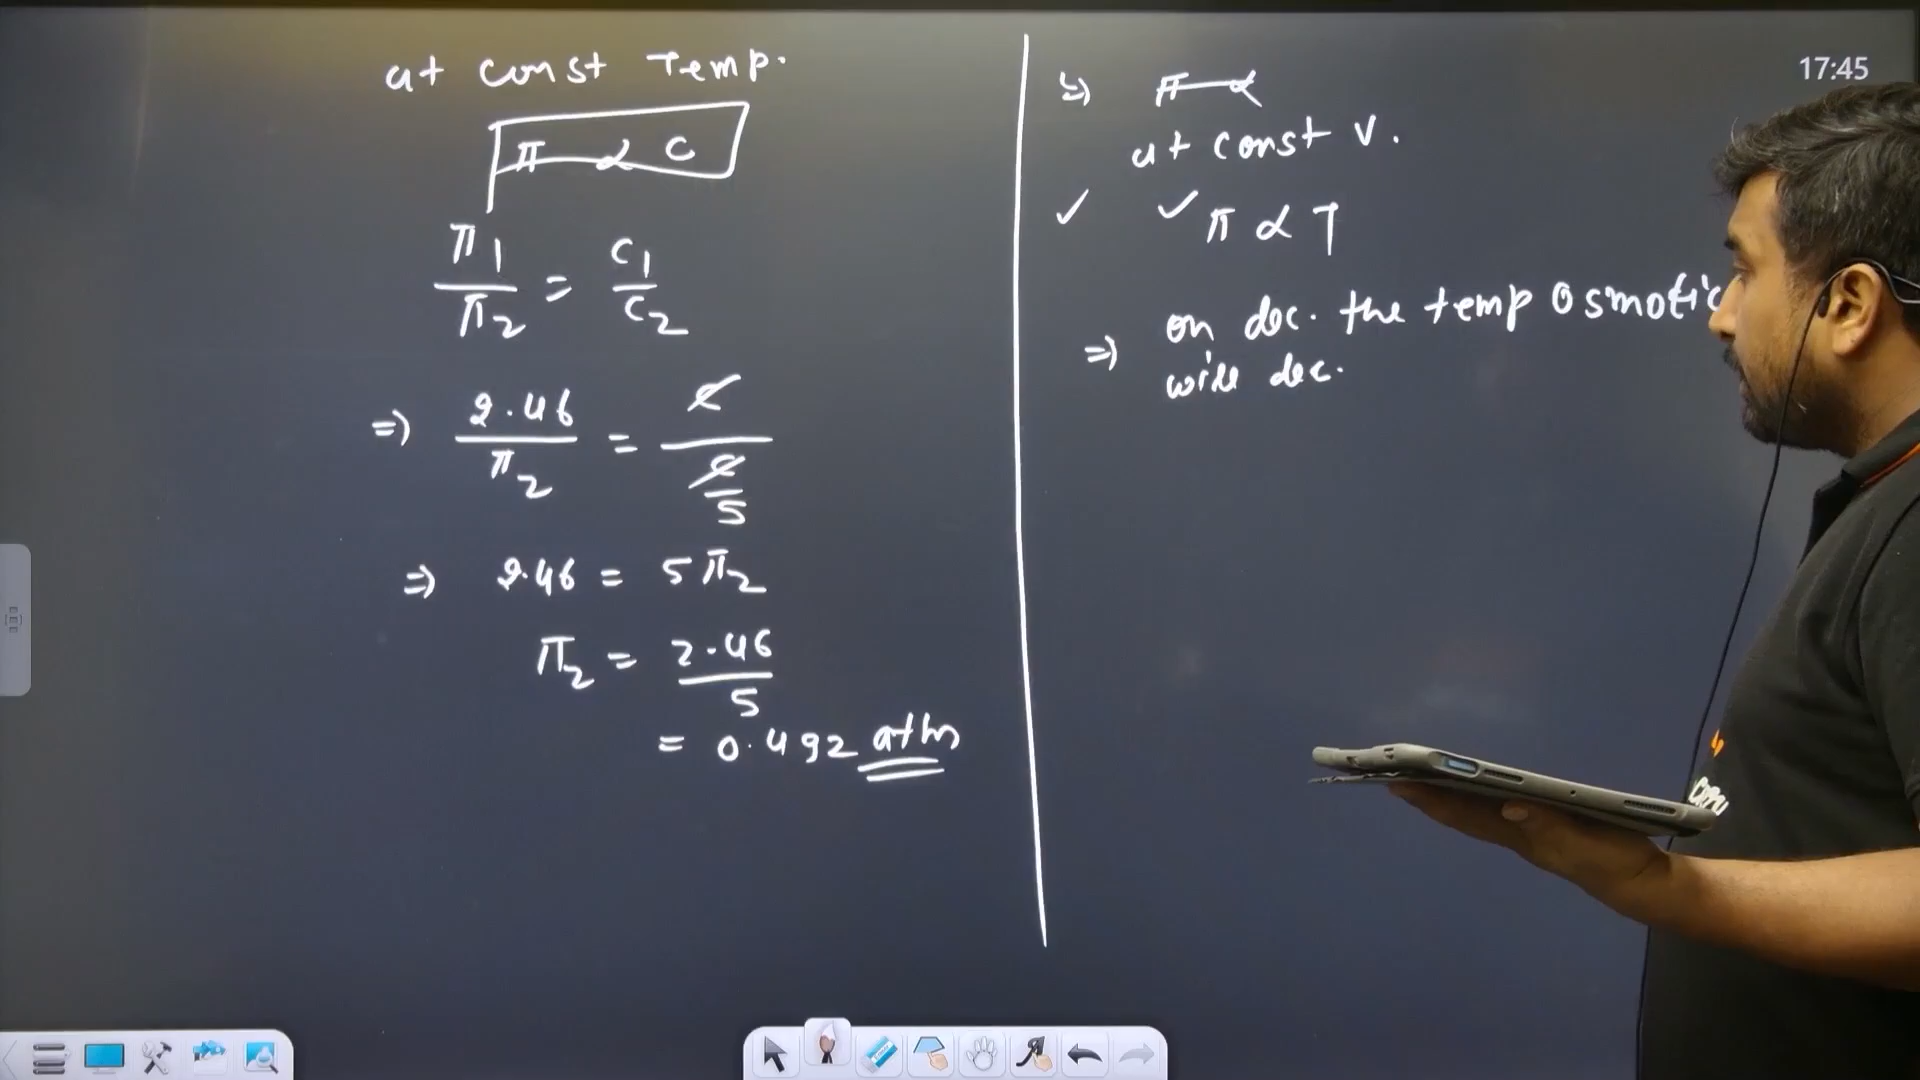 at const Temp.
π α c
π1/π2 = c1/c2
=> 2.46/π2 = c/(c/5)
=> 2.46 = 5π2
π2 = 2.46/5
= 0.492 atm
17:45
b) π α
at const V.
✓ ✓ π α T
=> on dec. the temp osmotic
will dec.